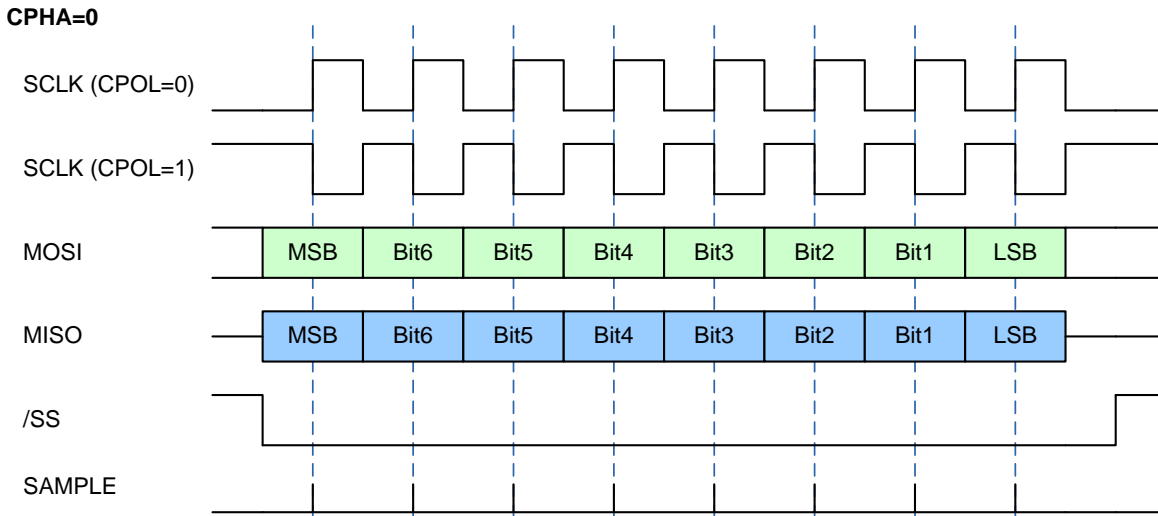 CPHA=0
SCLK (CPOL=0)
SCLK (CPOL=1)
MOSI MSB Bit6 Bit5 Bit4 Bit3 Bit2 Bit1 LSB
MISO MSB Bit6 Bit5 Bit4 Bit3 Bit2 Bit1 LSB
/SS
SAMPLE